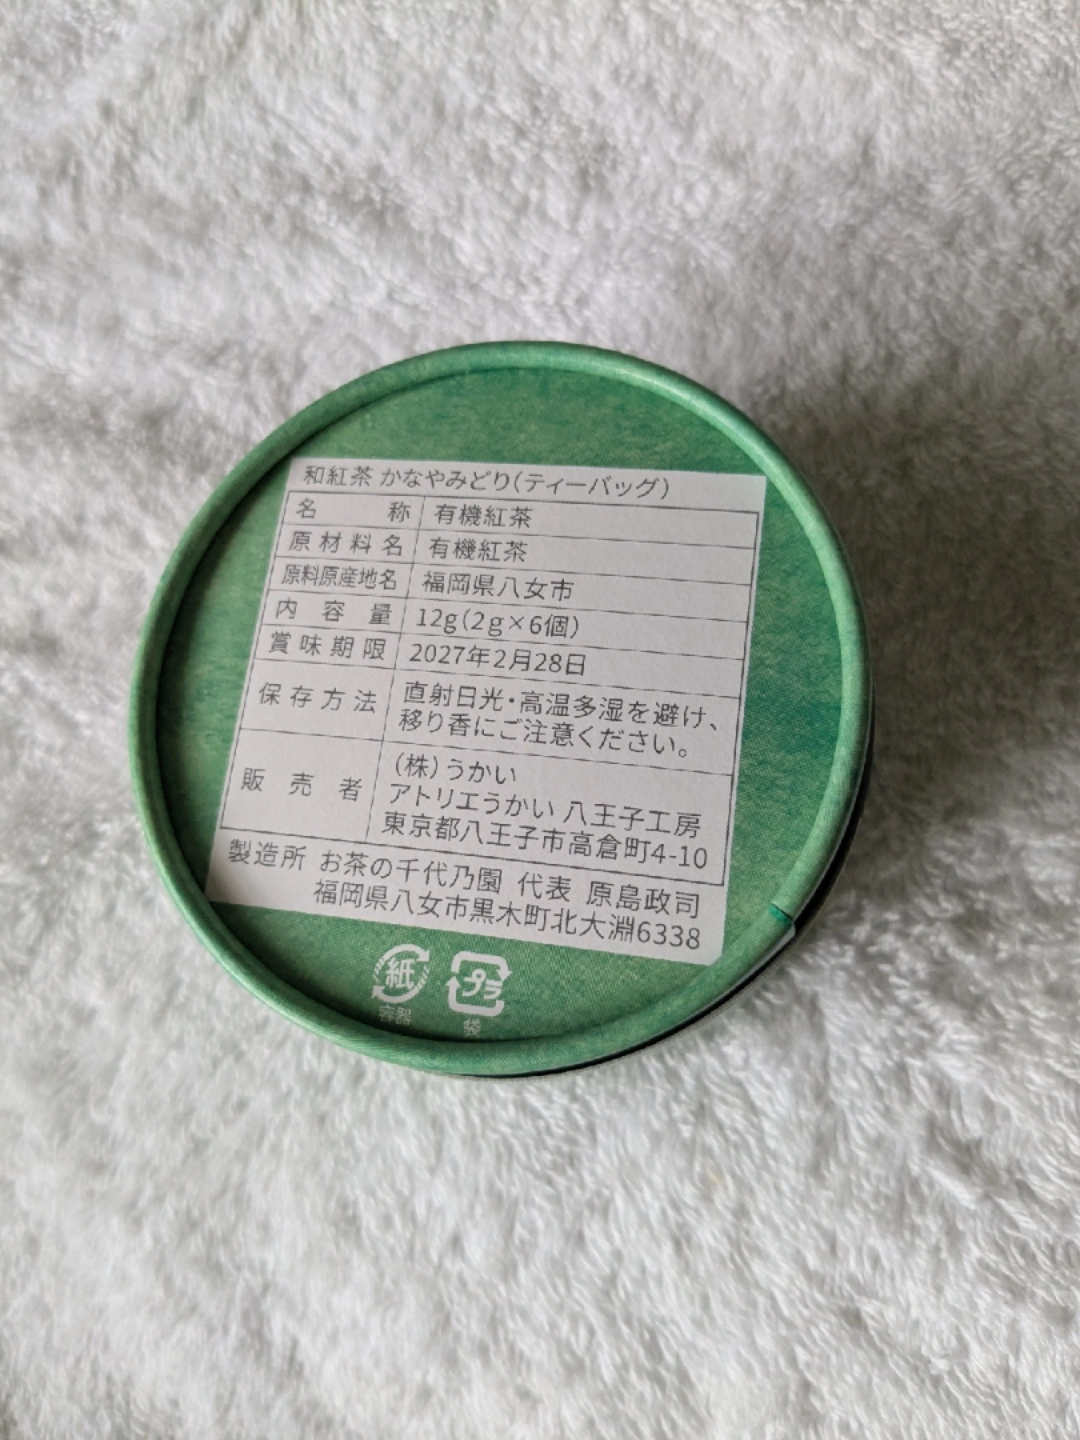 和紅茶 かなやみどり(ティーバッグ)
名称 有機紅茶
原材料名 有機紅茶
原料原産地名 福岡県八女市
内容量 12g(2g×6個)
賞味期限 2027年2月28日
保存方法 直射日光・高温多湿を避け、
移り香にご注意ください。
販売者 (株)うかい
アトリエうかい 八王子工房
東京都八王子市高倉町4-10
製造所 お茶の千代乃園 代表 原島政司
福岡県八女市黒木町北大淵6338
紙 プラ
容器 袋